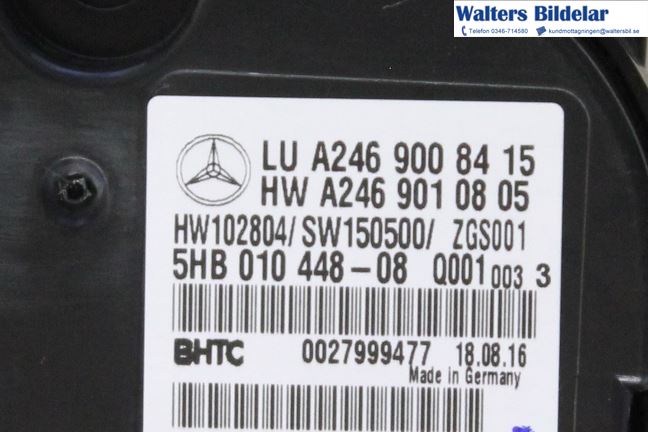 Walters Bildelar
Telefon 0346-714580 kundmottagningen@waltersbil.se
LU A246 900 84 15
HW A246 901 08 05
HW102804/ SW150500/ ZGS001
5HB 010 448-08 Q001 003 3
BHTC 0027999477 18.08.16
Made in Germany